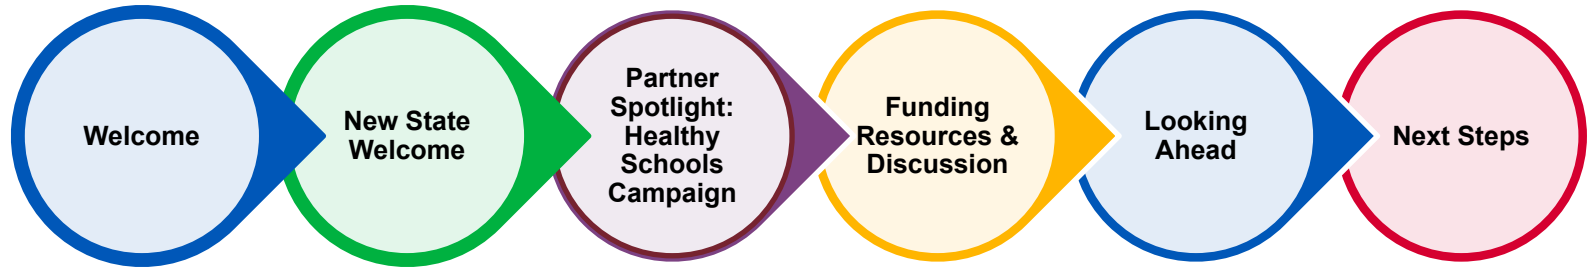 Welcome
New State
Welcome
Partner
Spotlight:
Healthy
Schools
Campaign
Funding
Resources &
Discussion
Looking
Ahead
Next Steps